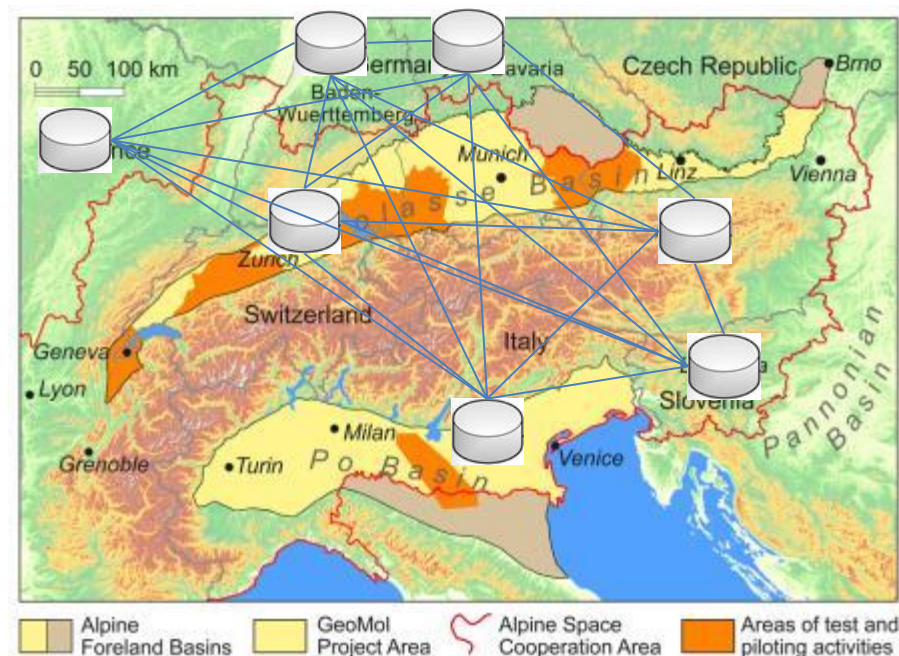 0 50 100 km
Germany
Bavaria
Czech Republic
Brno
Baden-
Wuerttemberg
Munich
Linz
Vienna
Molasse Basin
Zurich
Switzerland
Italy
Geneva
Lyon
Slovenia
Pannonian
Basin
Milan
Grenoble
Turin
Po Basin
Venice
Alpine
Foreland Basins
GeoMol
Project Area
Alpine Space
Cooperation Area
Areas of test and
piloting activities